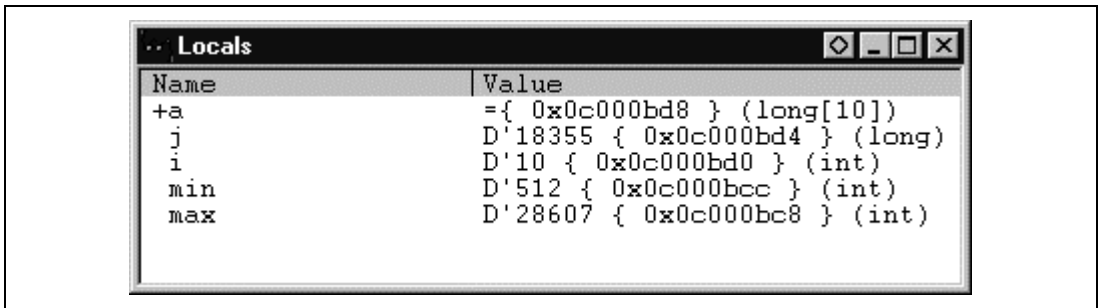 Locals
Name Value
+a ={ 0x0c000bd8 } (long[10])
j D'18355 { 0x0c000bd4 } (long)
i D'10 { 0x0c000bd0 } (int)
min D'512 { 0x0c000bcc } (int)
max D'28607 { 0x0c000bc8 } (int)